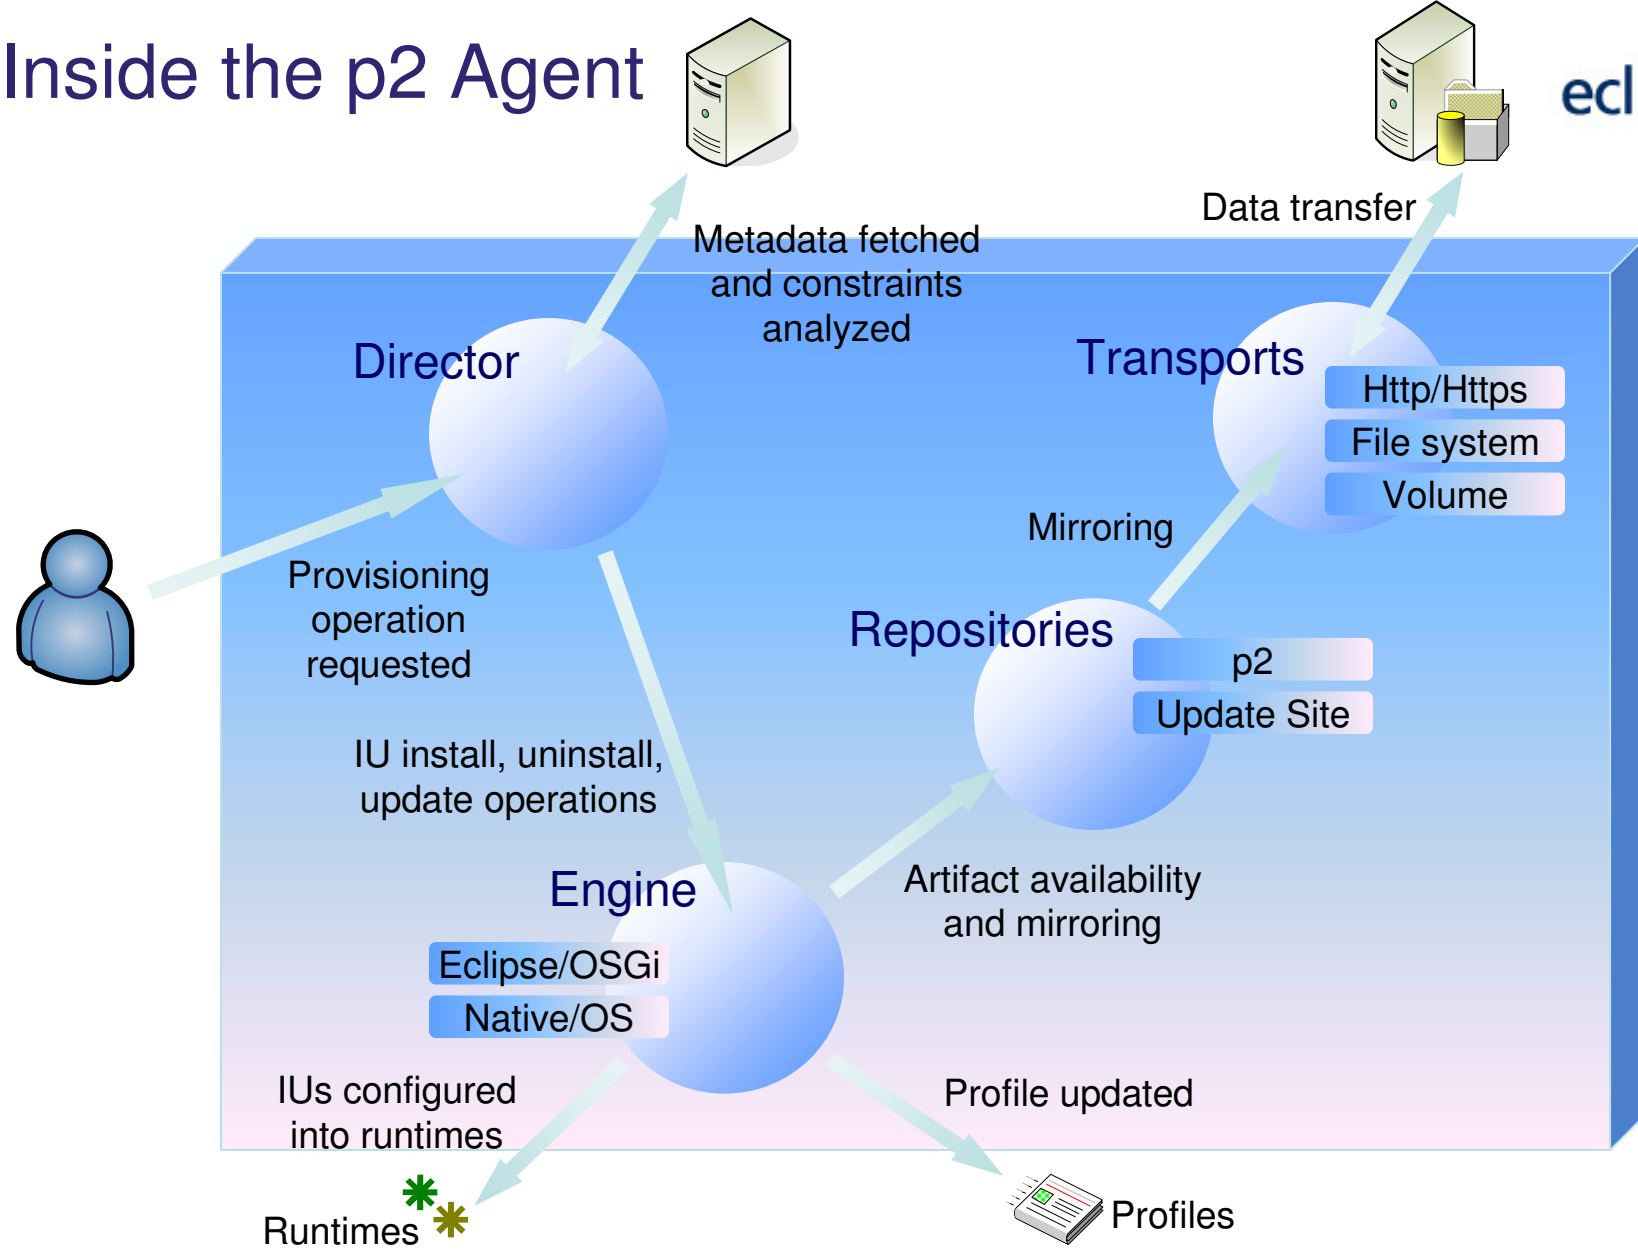 Inside the p2 Agent
ecl
Data transfer
Metadata fetched
and constraints
analyzed
Director
Transports
Http/Https
File system
Volume
Mirroring
Provisioning
operation
requested
Repositories
p2
Update Site
IU install, uninstall,
update operations
Engine
Artifact availability
and mirroring
Eclipse/OSGi
Native/OS
IUs configured
into runtimes
Profile updated
Runtimes
Profiles